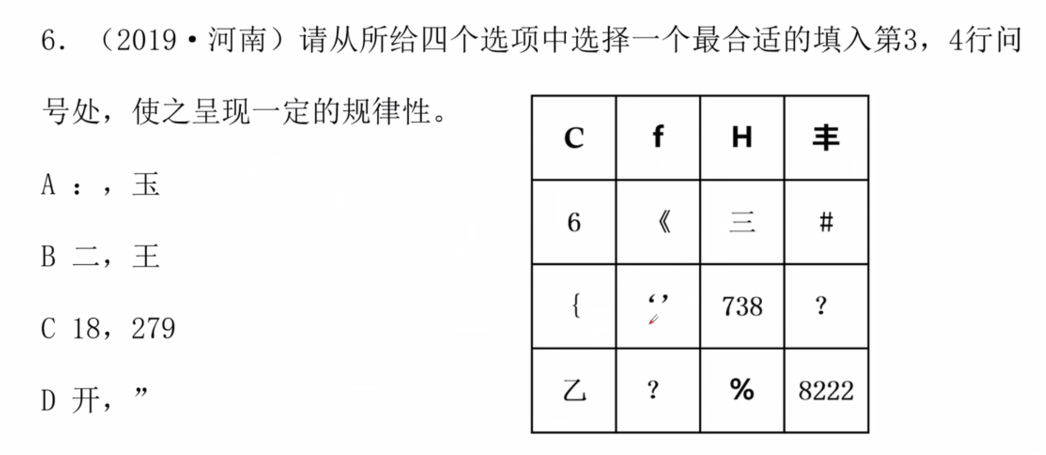 6. （2019·河南）请从所给四个选项中选择一个最合适的填入第3，4行问
号处，使之呈现一定的规律性。
A ：，玉
B 二，王
C 18，279
D 开，”
C f H 丰
6 《 三 #
{ ‘’ 738 ?
乙 ? % 8222